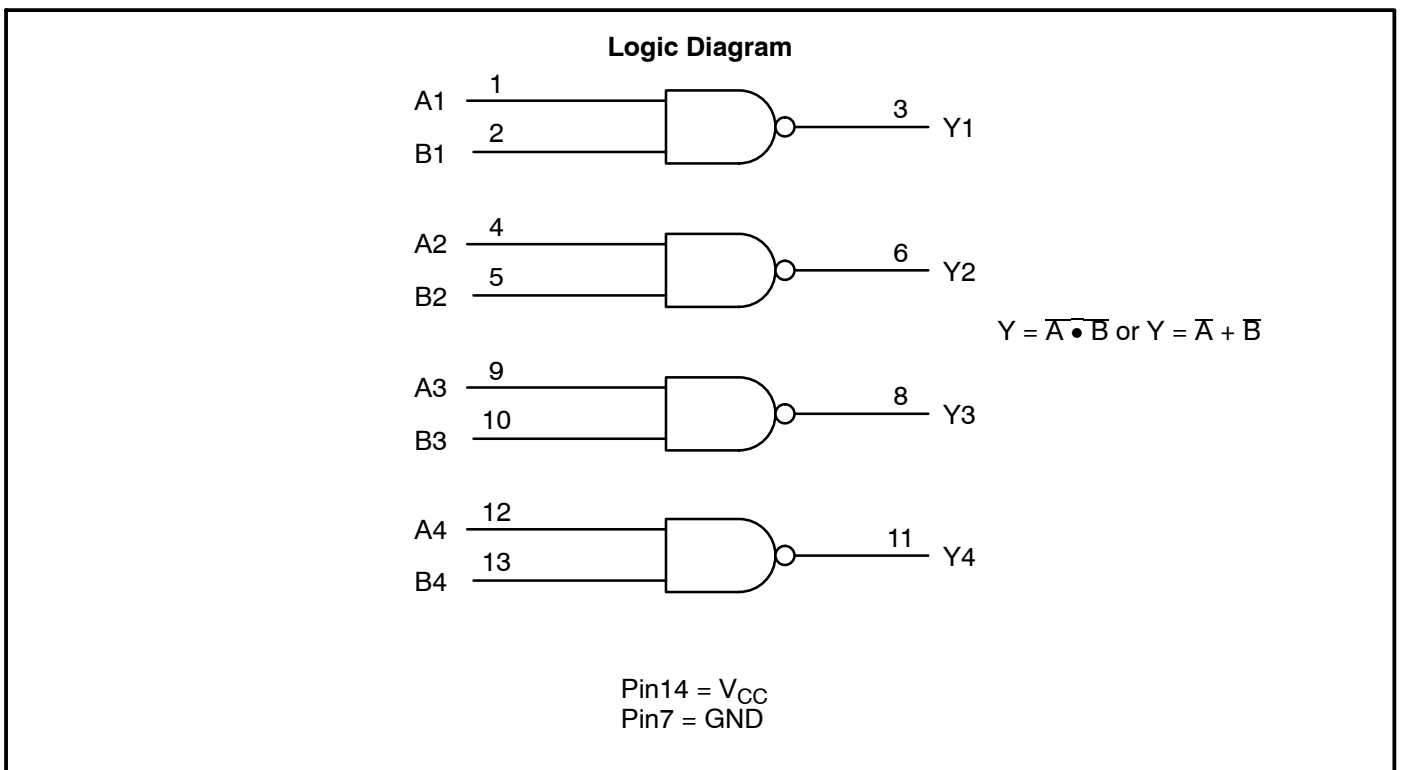 Logic Diagram
A1 1
B1 2
3 Y1
A2 4
B2 5
6 Y2
Y = A̅ ̅•̅ ̅B̅ or Y = A̅ + B̅
A3 9
B3 10
8 Y3
A4 12
B4 13
11 Y4
Pin14 = VCC
Pin7 = GND